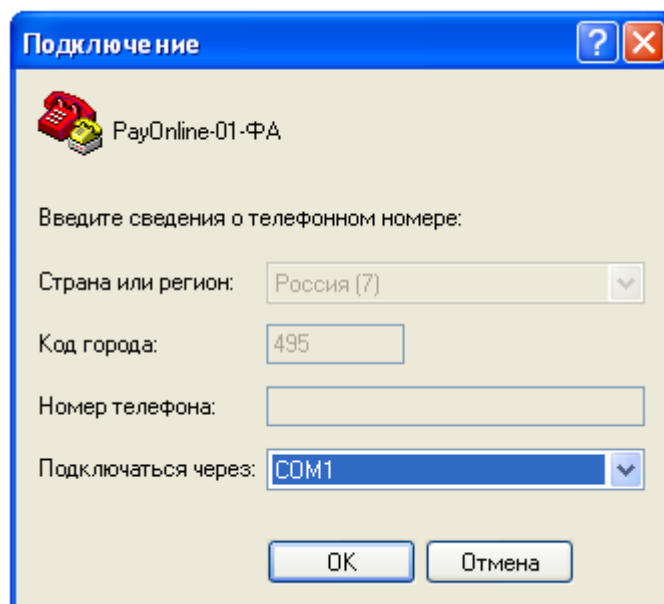 Подключение
PayOnline-01-ФА
Введите сведения о телефонном номере:
Страна или регион: Россия (7)
Код города: 495
Номер телефона:
Подключаться через: COM1
OK Отмена